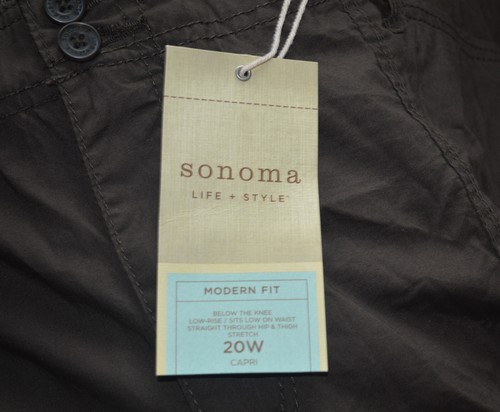 sonoma
LIFE + STYLE™
MODERN FIT
BELOW THE KNEE
LOW-RISE / SITS LOW ON WAIST
STRAIGHT THROUGH HIP & THIGH
STRETCH
20W
CAPRI